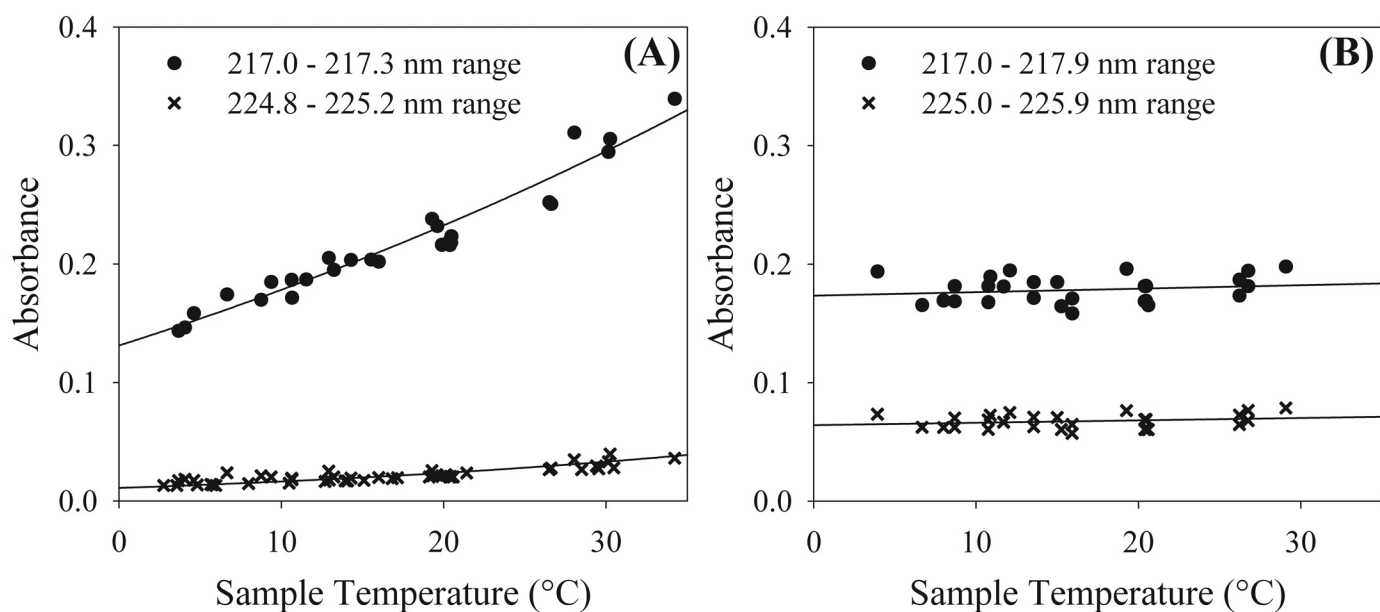 (A)
217.0 - 217.3 nm range
224.8 - 225.2 nm range
0.4
0.3
0.2
0.1
0.0
Absorbance
0 10 20 30
Sample Temperature (°C)
(B)
217.0 - 217.9 nm range
225.0 - 225.9 nm range
0.4
0.3
0.2
0.1
0.0
Absorbance
0 10 20 30
Sample Temperature (°C)